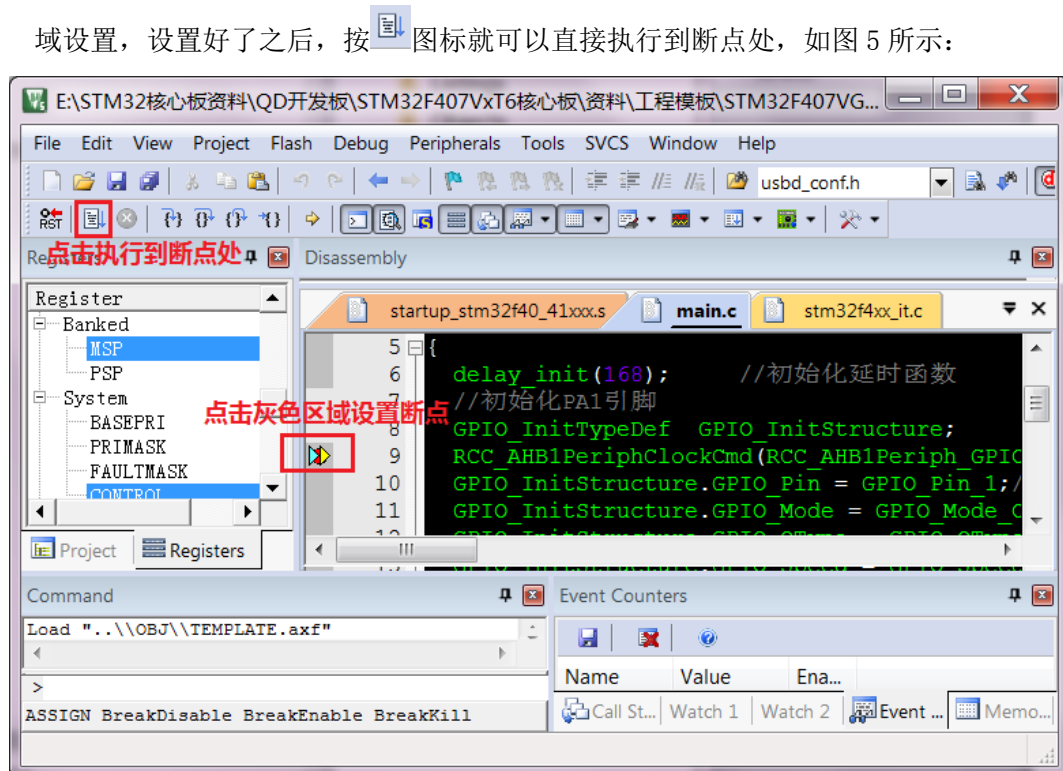 域设置，设置好了之后，按图标就可以直接执行到断点处，如图 5 所示：
E:\STM32核心板资料\QD开发板\STM32F407VxT6核心板\资料\工程模板\STM32F407VG...
File Edit View Project Flash Debug Peripherals Tools SVCS Window Help
usbd_conf.h
RST
点击执行到断点处
Registers Disassembly
Register
Banked
MSP
PSP
System
BASEPRI
PRIMASK
FAULTMASK
CONTROL
Project Registers
startup_stm32f40_41xxx.s main.c stm32f4xx_it.c
5 {
6 delay_init(168); //初始化延时函数
7 //初始化PA1引脚
点击灰色区域设置断点
8 GPIO_InitTypeDef GPIO_InitStructure;
9 RCC_AHB1PeriphClockCmd(RCC_AHB1Periph_GPIO
10 GPIO_InitStructure.GPIO_Pin = GPIO_Pin_1;/
11 GPIO_InitStructure.GPIO_Mode = GPIO_Mode_O
12
Command
Load "..\\OBJ\\TEMPLATE.axf"
>
ASSIGN BreakDisable BreakEnable BreakKill
Event Counters
Name Value Ena...
Call St... Watch 1 Watch 2 Event ... Memo...